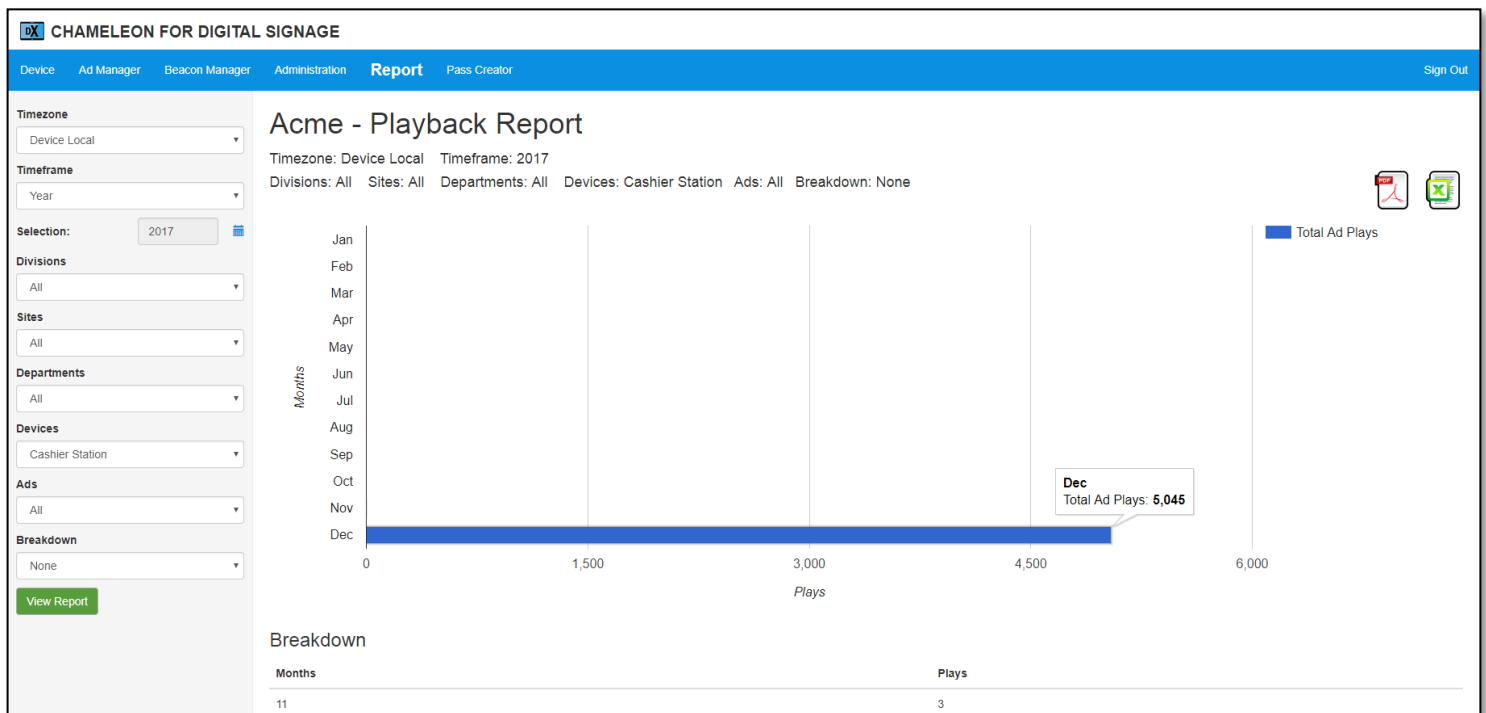 DX CHAMELEON FOR DIGITAL SIGNAGE
Device Ad Manager Beacon Manager Administration Report Pass Creator Sign Out
Timezone
Device Local
Timeframe
Year
Selection: 2017
Divisions
All
Sites
All
Departments
All
Devices
Cashier Station
Ads
All
Breakdown
None
View Report
Acme - Playback Report
Timezone: Device Local Timeframe: 2017
Divisions: All Sites: All Departments: All Devices: Cashier Station Ads: All Breakdown: None
PDF
X
Total Ad Plays
Months
Jan
Feb
Mar
Apr
May
Jun
Jul
Aug
Sep
Oct
Nov
Dec
Dec
Total Ad Plays: 5,045
0 1,500 3,000 4,500 6,000
Plays
Breakdown
Months Plays
11 3